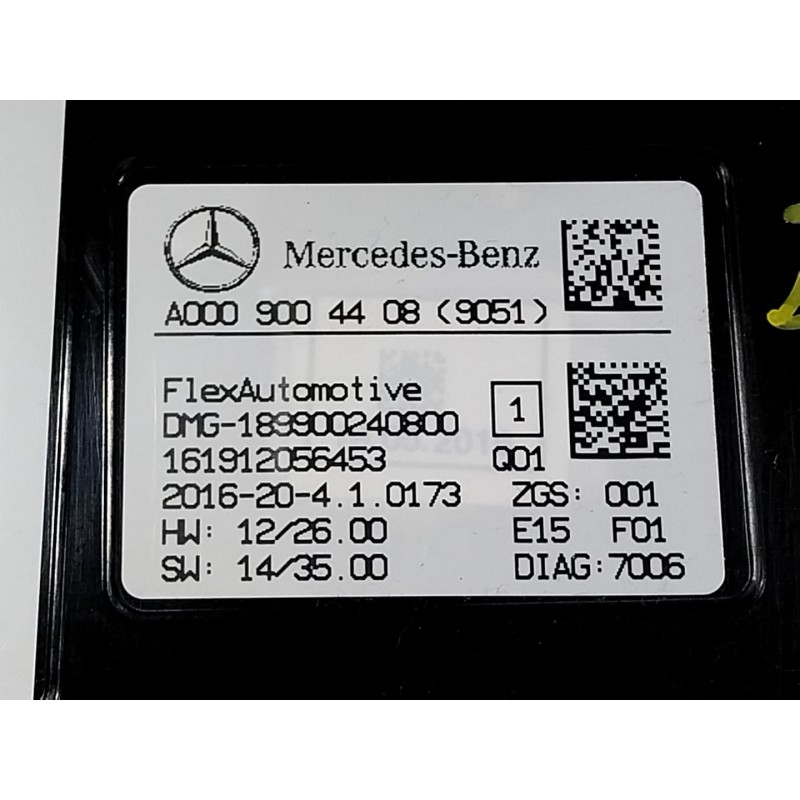 Mercedes-Benz
A000 900 44 08 (9051)
FlexAutomotive
DMG-189900240800
1
161912056453 Q01
2016-20-4.1.0173 ZGS: 001
HW: 12/26.00 E15 F01
SW: 14/35.00 DIAG:7006